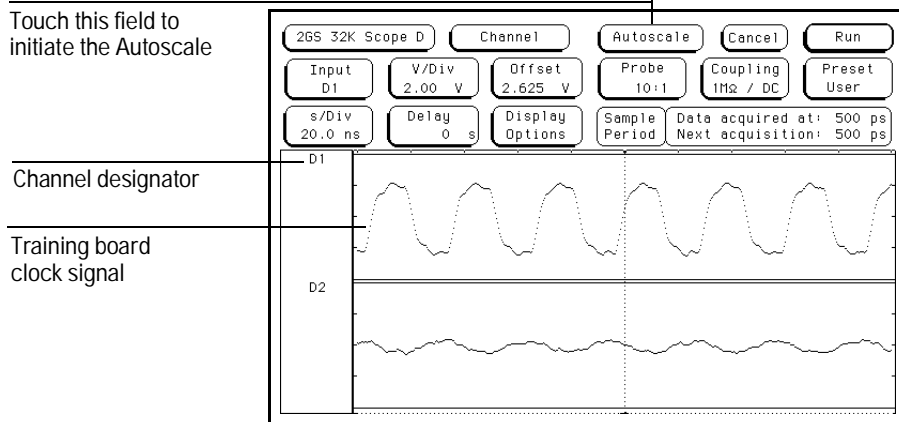 Touch this field to
initiate the Autoscale
2GS 32K Scope D Channel Autoscale Cancel Run
Input V/Div Offset Probe Coupling Preset
D1 2.00 V 2.625 V 10:1 1MΩ / DC User
s/Div Delay Display Sample Data acquired at: 500 ps
20.0 ns 0 s Options Period Next acquisition: 500 ps
D1
Channel designator
Training board
clock signal
D2